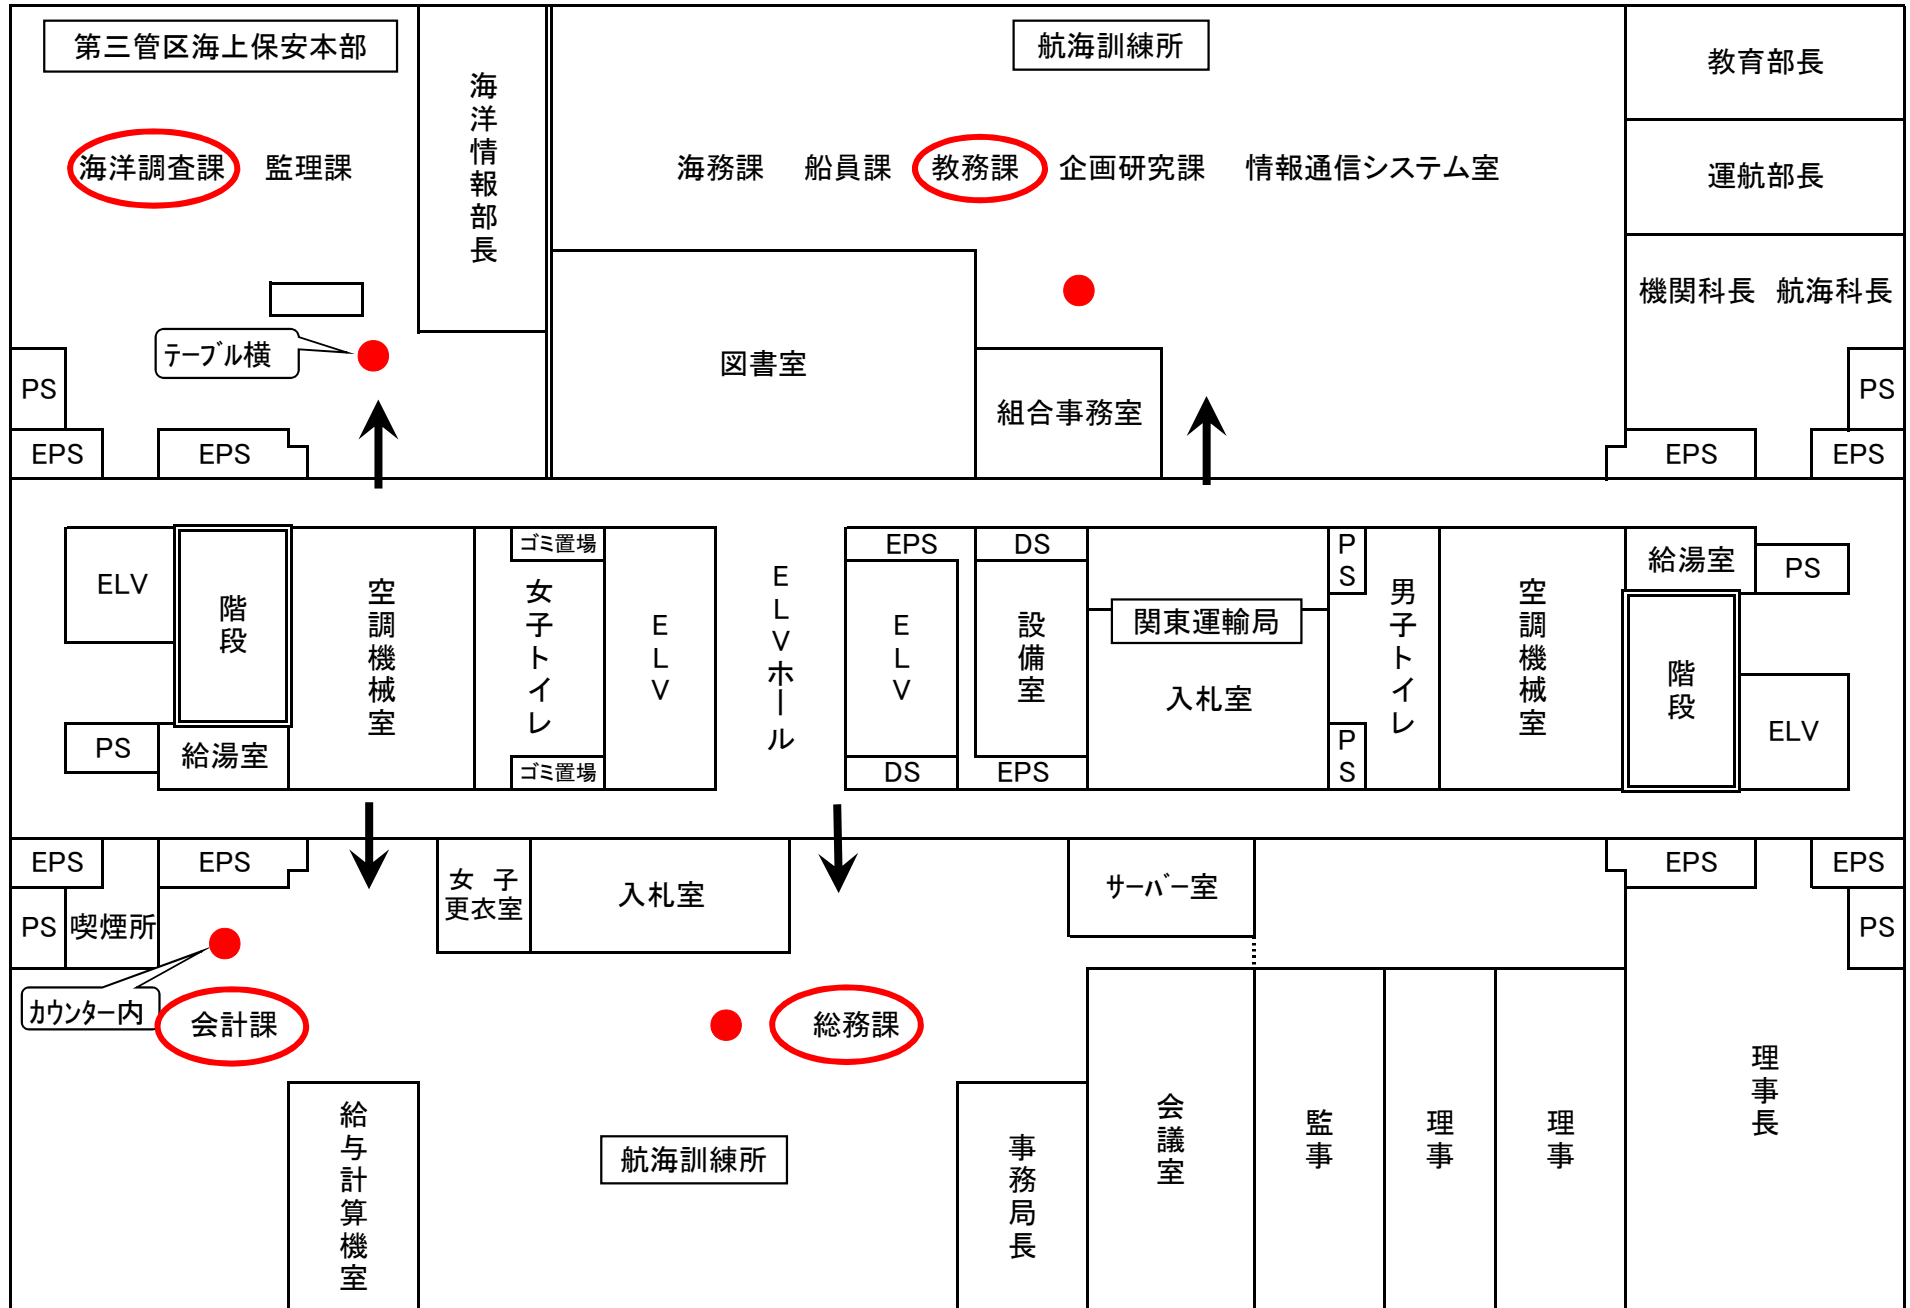 第三管区海上保安本部
航海訓練所
教育部長
海洋情報部長
海洋調査課 監理課
海務課 船員課 教務課 企画研究課 情報通信システム室
運航部長
機関科長 航海科長
テーブル横
図書室
組合事務室
PS
PS
EPS
EPS
EPS
EPS
ELV
階段
空調機械室
ゴミ置場
女子トイレ
ELV
ELVホール
EPS
DS
ELV
設備室
関東運輸局
入札室
PS
男子トイレ
空調機械室
給湯室
PS
階段
ELV
PS
給湯室
ゴミ置場
DS
EPS
PS
EPS
EPS
女 子
更衣室
入札室
サーバー室
EPS
EPS
PS
喫煙所
PS
カウンター内
会計課
総務課
給与計算機室
航海訓練所
事務局長
会議室
監事
理事
理事
理事長